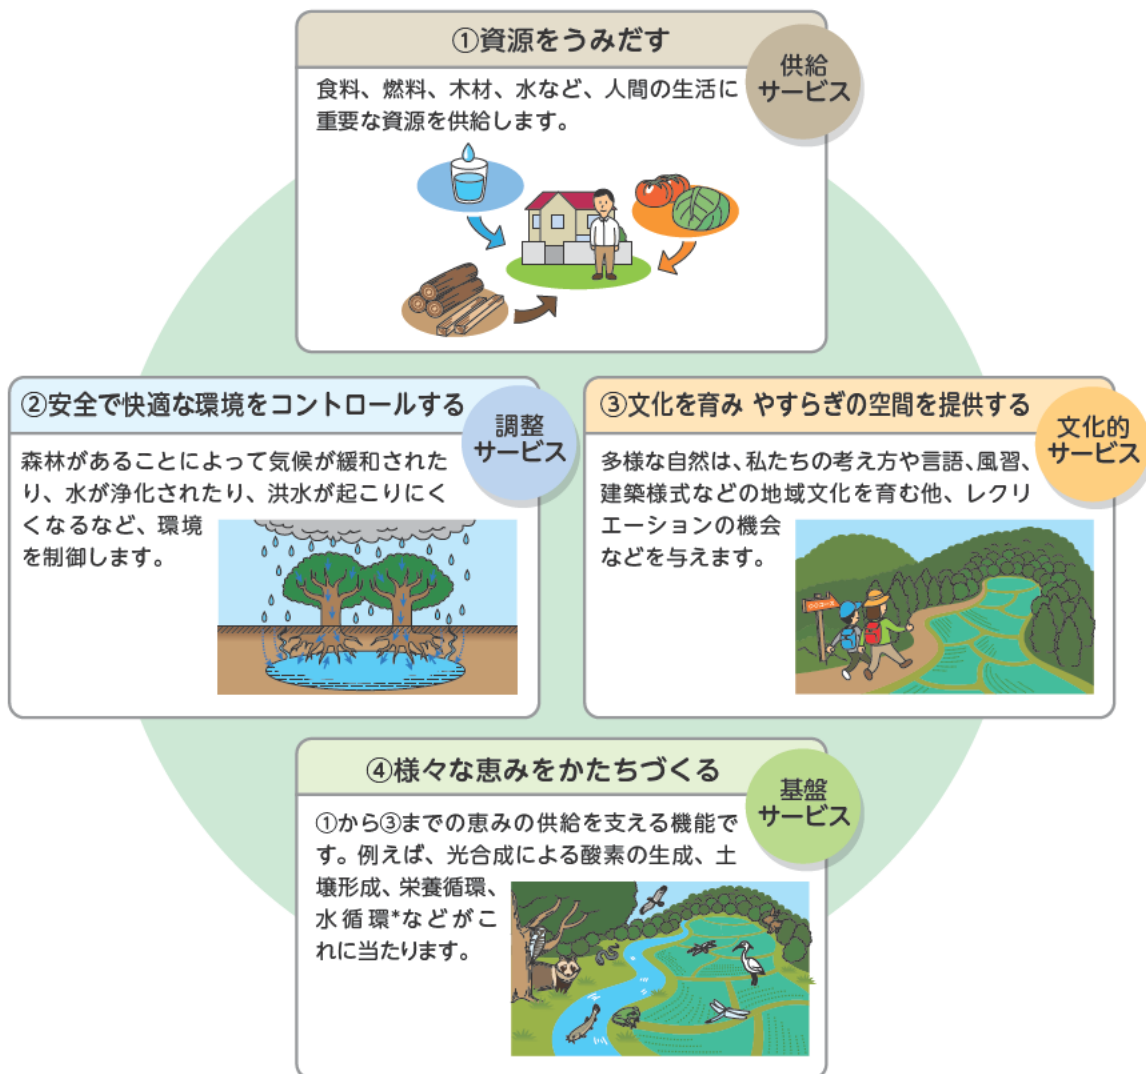 ①資源をうみだす
供給
サービス
食料、燃料、木材、水など、人間の生活に
重要な資源を供給します。
②安全で快適な環境をコントロールする
調整
サービス
森林があることによって気候が緩和された
り、水が浄化されたり、洪水が起こりにく
くなるなど、環境
を制御します。
③文化を育み やすらぎの空間を提供する
文化的
サービス
多様な自然は、私たちの考え方や言語、風習、
建築様式などの地域文化を育む他、レクリ
エーションの機会
などを与えます。
○○コース
④様々な恵みをかたちづくる
基盤
サービス
①から③までの恵みの供給を支える機能で
す。例えば、光合成による酸素の生成、土
壌形成、栄養循環、
水循環*などがこ
れに当たります。